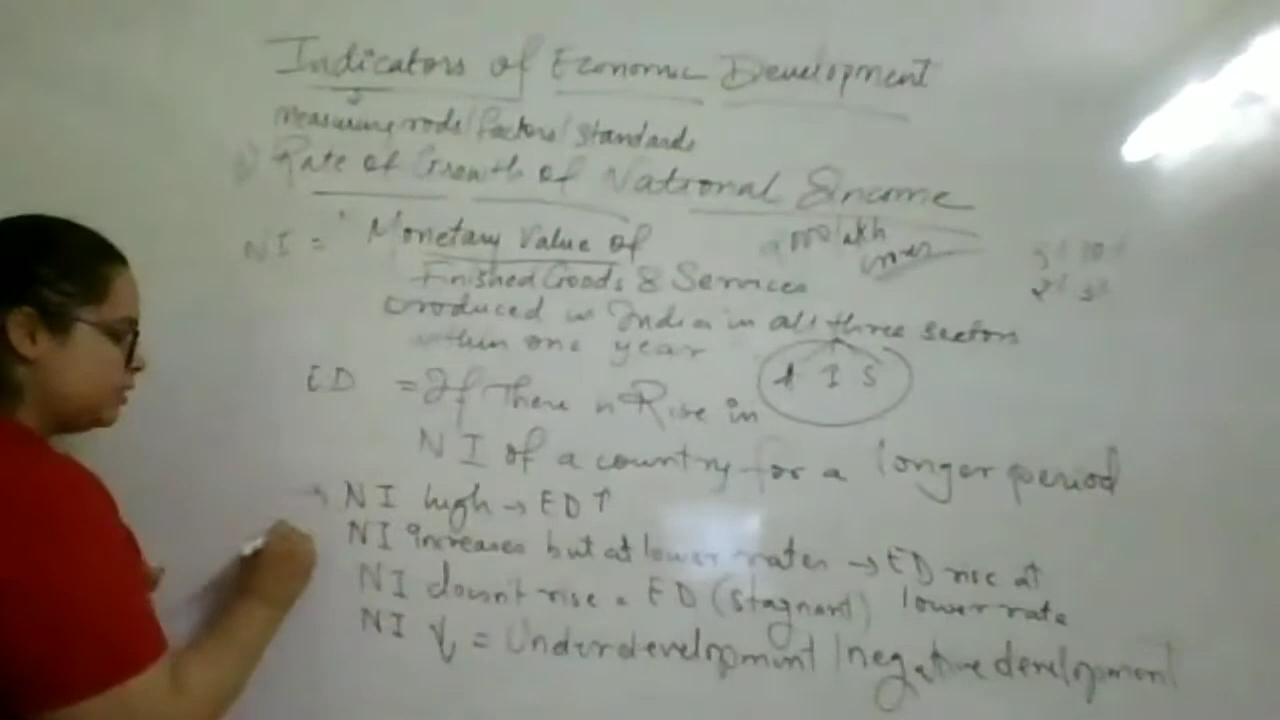 Indicators of Economic Development
measuring rods/factors/standards
1) Rate of Growth of National Income
NI = Monetary Value of
Finished Goods & Services
produced in India in all three sectors
within one year
A I S
ED = If There is Rise in
NI of a country for a longer period
→ NI high → ED↑
NI increases but at lower rates → ED rise at
lower rate
NI doesn't rise = ED (stagnant)
NI ↓ = Underdevelopment / negative development